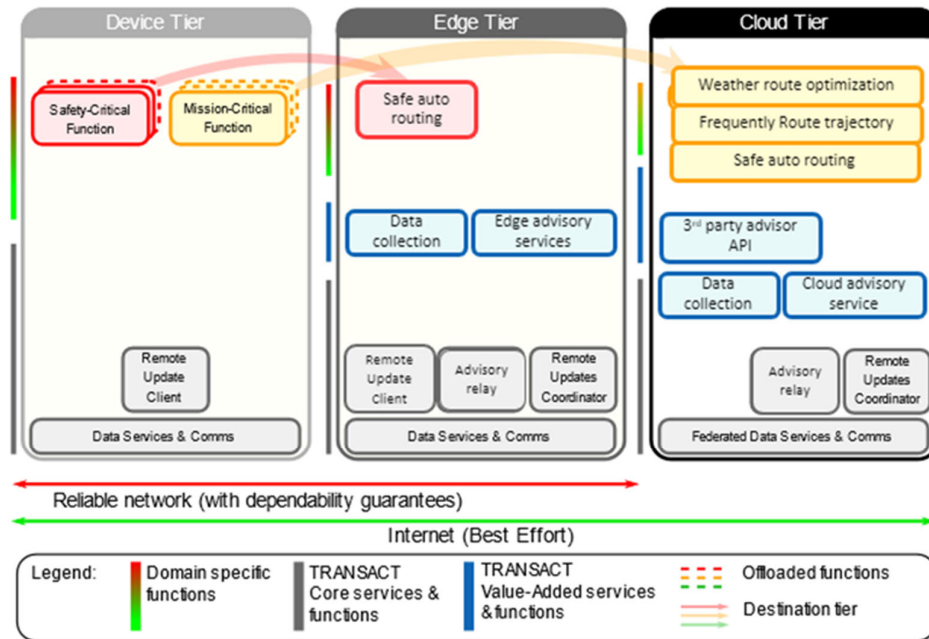 Device Tier
Edge Tier
Cloud Tier
Safety-Critical
Function
Mission-Critical
Function
Safe auto
routing
Weather route optimization
Frequently Route trajectory
Safe auto routing
Data
collection
Edge advisory
services
3rd party advisor
API
Data
collection
Cloud advisory
service
Remote
Update
Client
Remote
Update
Client
Advisory
relay
Remote
Updates
Coordinator
Advisory
relay
Remote
Updates
Coordinator
Data Services & Comms
Data Services & Comms
Federated Data Services & Comms
Reliable network (with dependability guarantees)
Internet (Best Effort)
Legend:
Domain specific
functions
TRANSACT
Core services &
functions
TRANSACT
Value-Added services
& functions
Offloaded functions
Destination tier